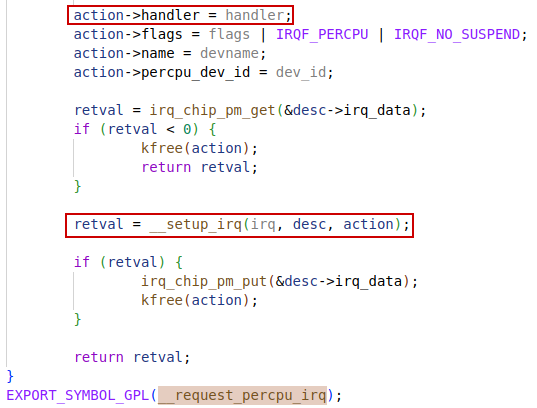 action->handler = handler;
action->flags = flags | IRQF_PERCPU | IRQF_NO_SUSPEND;
action->name = devname;
action->percpu_dev_id = dev_id;
retval = irq_chip_pm_get(&desc->irq_data);
if (retval < 0) {
kfree(action);
return retval;
}
retval = __setup_irq(irq, desc, action);
if (retval) {
irq_chip_pm_put(&desc->irq_data);
kfree(action);
}
return retval;
}
EXPORT_SYMBOL_GPL(__request_percpu_irq);